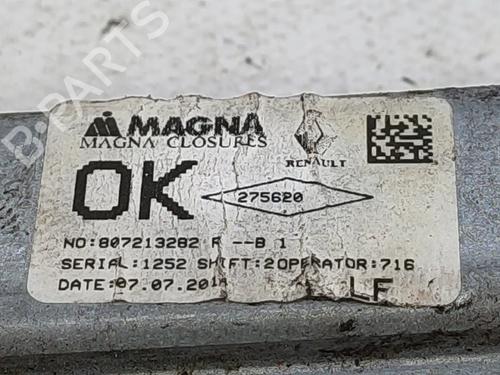 MAGNA
MAGNA CLOSURES
RENAULT
OK
275620
NO:807213282 R --B 1
SERIAL:1252 SHIFT:2OPERATOR:716
DATE:07.07.201
LF
B-PARTS